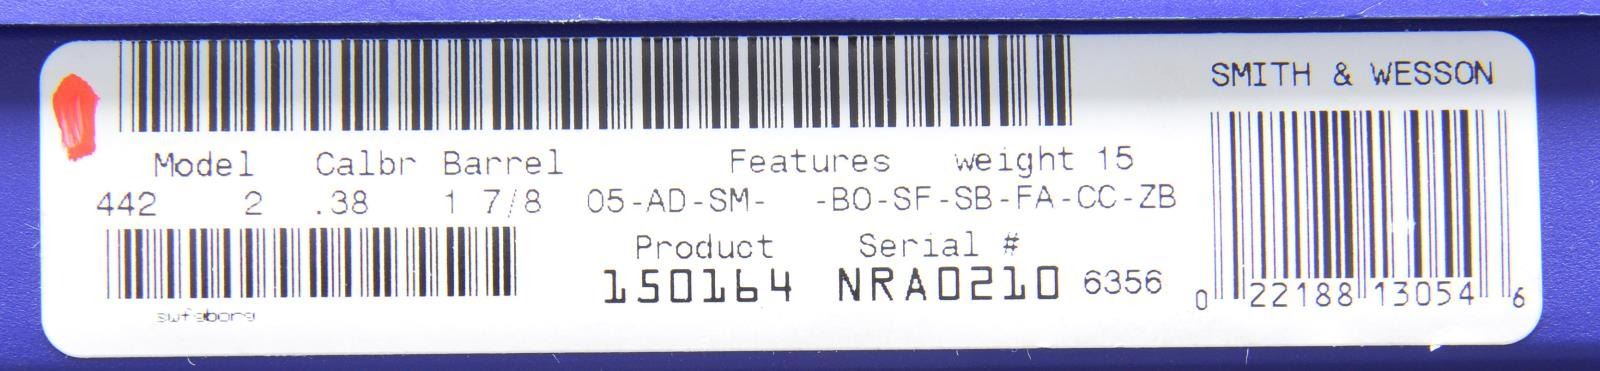 SMITH & WESSON
Model Calbr Barrel Features weight 15
442 2 .38 1 7/8 05-AD-SM- -BO-SF-SB-FA-CC-ZB
Product Serial #
150164 NRA0210 6356
0 22188 13054 6